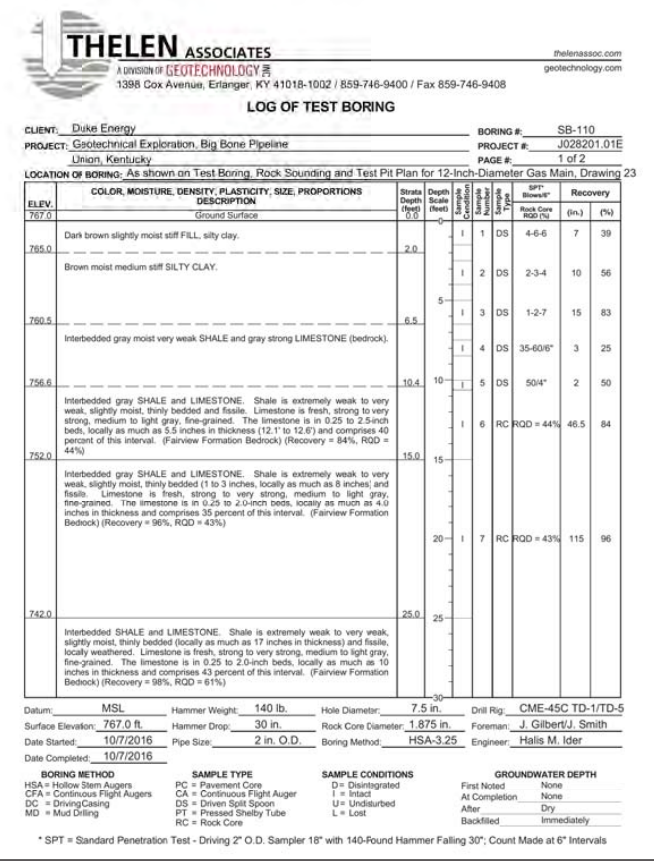 THELEN ASSOCIATES
A DIVISION OF GEOTECHNOLOGY INC
thelenassoc.com
geotechnology.com
1398 Cox Avenue, Erlanger, KY 41018-1002 / 859-746-9400 / Fax 859-746-9408
LOG OF TEST BORING
CLIENT: Duke Energy BORING #: SB-110
PROJECT: Geotechnical Exploration, Big Bone Pipeline PROJECT #: J028201.01E
Union, Kentucky PAGE #: 1 of 2
LOCATION OF BORING: As shown on Test Boring, Rock Sounding and Test Pit Plan for 12-Inch-Diameter Gas Main, Drawing 23
ELEV. COLOR, MOISTURE, DENSITY, PLASTICITY, SIZE, PROPORTIONS DESCRIPTION Strata Depth (feet) Depth Scale (feet) Sample Condition Sample Number Sample Type SPT* Blows/6" Rock Core RQD (%) Recovery (in.) (%)
767.0 Ground Surface 0.0 0
Dark brown slightly moist stiff FILL, silty clay. I 1 DS 4-6-6 7 39
765.0 2.0
Brown moist medium stiff SILTY CLAY. I 2 DS 2-3-4 10 56
5
I 3 DS 1-2-7 15 83
760.5 6.5
Interbedded gray moist very weak SHALE and gray strong LIMESTONE (bedrock).
I 4 DS 35-60/6" 3 25
756.6 10.4 10 I 5 DS 50/4" 2 50
Interbedded gray SHALE and LIMESTONE. Shale is extremely weak to very
weak, slightly moist, thinly bedded and fissile. Limestone is fresh, strong to very
strong, medium to light gray, fine-grained. The limestone is in 0.25 to 2.5-inch
beds, locally as much as 5.5 inches in thickness (12.1' to 12.6') and comprises 40
percent of this interval. (Fairview Formation Bedrock) (Recovery = 84%, RQD =
44%)
I 6 RC RQD = 44% 46.5 84
752.0 15.0 15
Interbedded gray SHALE and LIMESTONE. Shale is extremely weak to very
weak, slightly moist, thinly bedded (1 to 3 inches, locally as much as 8 inches) and
fissile. Limestone is fresh, strong to very strong, medium to light gray,
fine-grained. The limestone is in 0.25 to 2.0-inch beds, locally as much as 4.0
inches in thickness and comprises 35 percent of this interval. (Fairview Formation
Bedrock) (Recovery = 96%, RQD = 43%)
20 I 7 RC RQD = 43% 115 96
742.0 25.0 25
Interbedded SHALE and LIMESTONE. Shale is extremely weak to very weak,
slightly moist, thinly bedded (locally as much as 17 inches in thickness) and fissile,
locally weathered. Limestone is fresh, strong to very strong, medium to light gray,
fine-grained. The limestone is in 0.25 to 2.0-inch beds, locally as much as 10
inches in thickness and comprises 43 percent of this interval. (Fairview Formation
Bedrock) (Recovery = 98%, RQD = 61%)
30
Datum: MSL Hammer Weight: 140 lb. Hole Diameter: 7.5 in. Drill Rig: CME-45C TD-1/TD-5
Surface Elevation: 767.0 ft. Hammer Drop: 30 in. Rock Core Diameter: 1.875 in. Foreman: J. Gilbert/J. Smith
Date Started: 10/7/2016 Pipe Size: 2 in. O.D. Boring Method: HSA-3.25 Engineer: Halis M. Ider
Date Completed: 10/7/2016
BORING METHOD SAMPLE TYPE SAMPLE CONDITIONS GROUNDWATER DEPTH
HSA = Hollow Stem Augers PC = Pavement Core D = Disintegrated First Noted None
CFA = Continuous Flight Augers CA = Continuous Flight Auger I = Intact At Completion None
DC = Driving Casing DS = Driven Split Spoon U = Undisturbed After Dry
MD = Mud Drilling PT = Pressed Shelby Tube L = Lost Backfilled Immediately
RC = Rock Core
* SPT = Standard Penetration Test - Driving 2" O.D. Sampler 18" with 140-Pound Hammer Falling 30"; Count Made at 6" Intervals